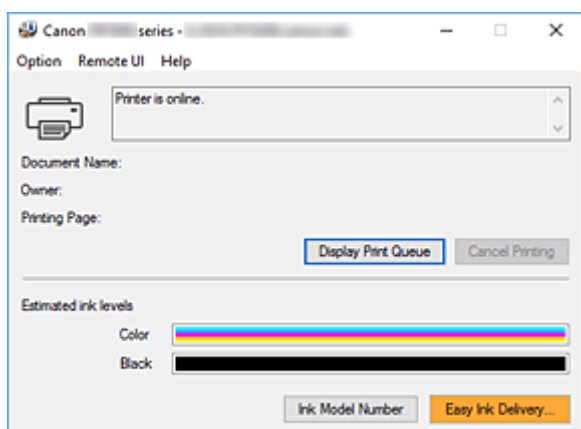 Canon series -
Option Remote UI Help
Printer is online.
Document Name:
Owner:
Printing Page:
Display Print Queue Cancel Printing
Estimated ink levels
Color
Black
Ink Model Number Easy Ink Delivery...